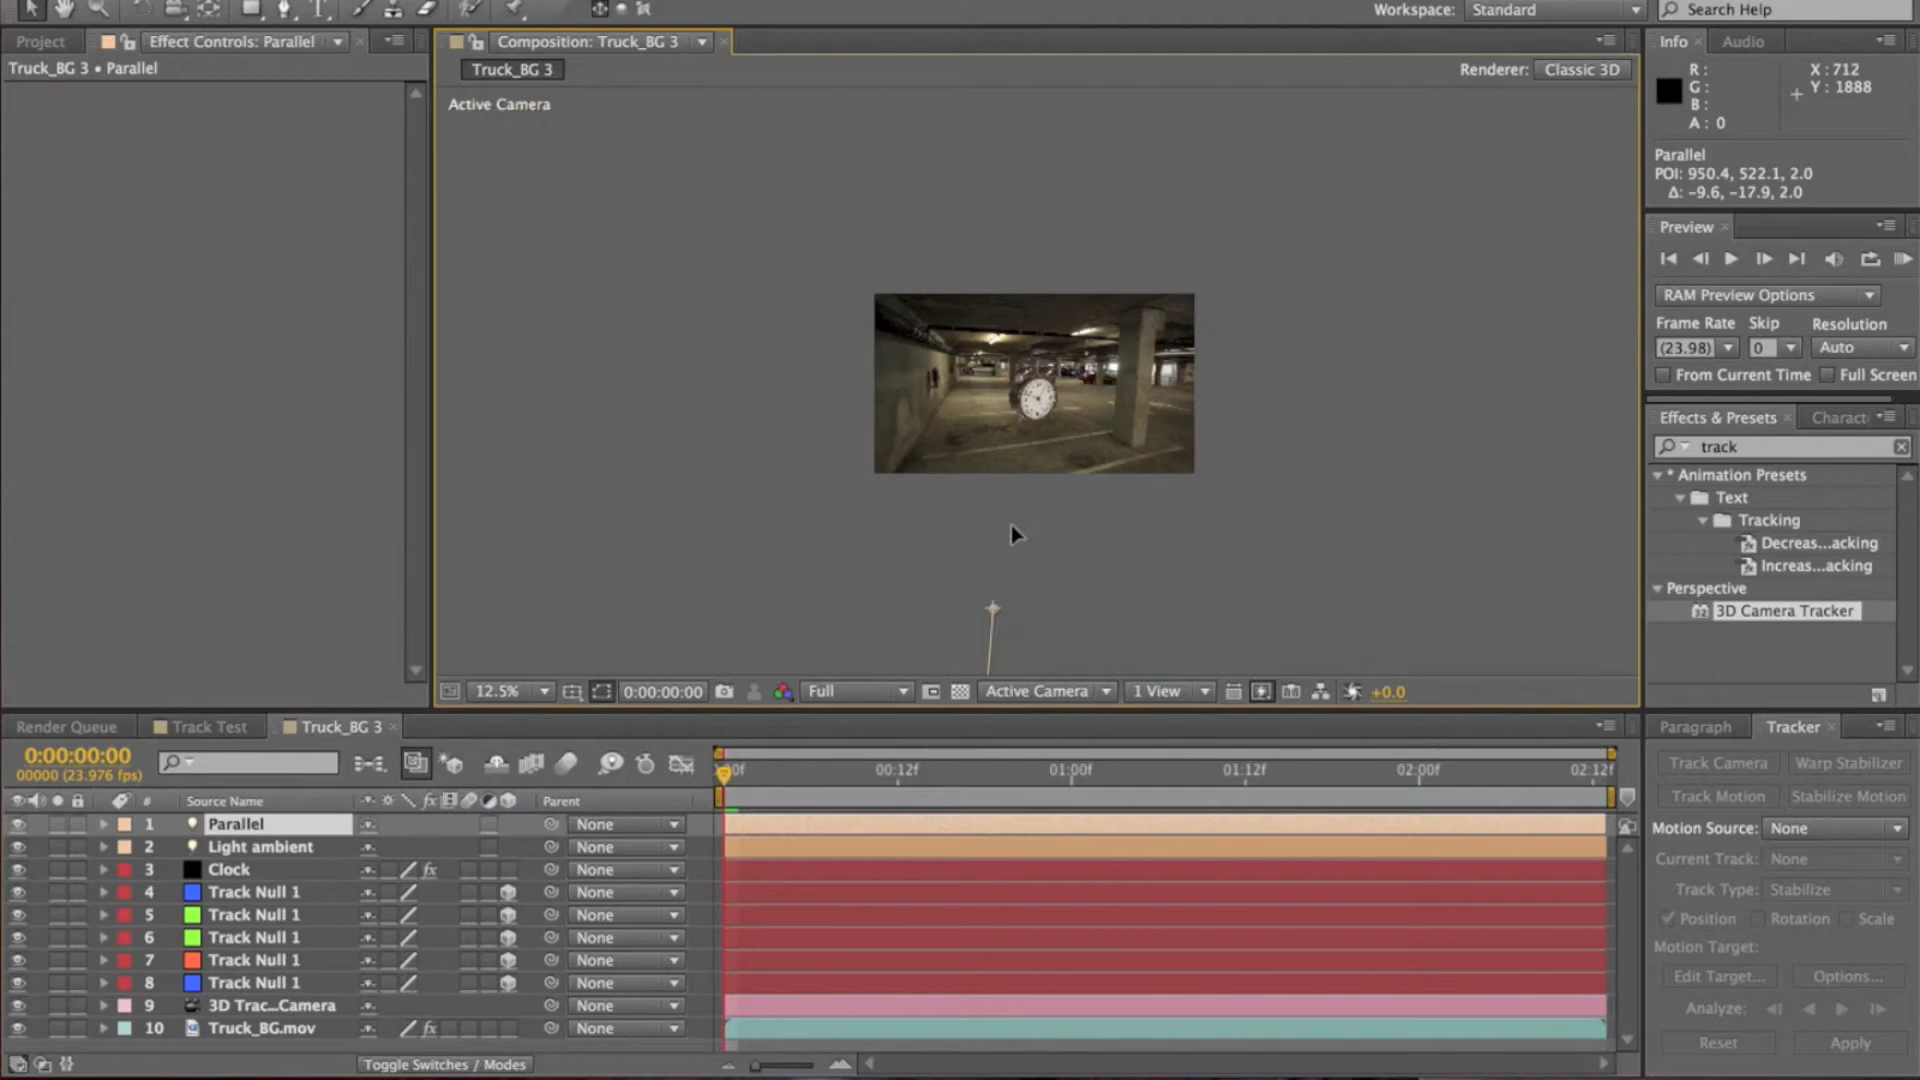 Workspace: Standard
Search Help
Project
Effect Controls: Parallel
Composition: Truck_BG 3
Info
Audio
Truck_BG 3 • Parallel
Truck_BG 3
Renderer: Classic 3D
R :
G :
B :
A : 0
X : 712
Y : 1888
Active Camera
Parallel
POI: 950.4, 522.1, 2.0
Δ: -9.6, -17.9, 2.0
Preview
RAM Preview Options
Frame Rate Skip Resolution
(23.98) 0 Auto
From Current Time Full Screen
Effects & Presets
Charact
track
* Animation Presets
Text
Tracking
Decreas...acking
Increas...acking
Perspective
32 3D Camera Tracker
12.5% 0:00:00:00 Full Active Camera 1 View +0.0
Render Queue
Track Test
Truck_BG 3
Paragraph
Tracker
0:00:00:00
00000 (23.976 fps)
00f 00:12f 01:00f 01:12f 02:00f 02:12f
# Source Name fx Parent
1 Parallel None
2 Light ambient None
3 Clock fx None
4 Track Null 1 None
5 Track Null 1 None
6 Track Null 1 None
7 Track Null 1 None
8 Track Null 1 None
9 3D Trac...Camera None
10 Truck_BG.mov fx None
Toggle Switches / Modes
Track Camera Warp Stabilizer
Track Motion Stabilize Motion
Motion Source: None
Current Track: None
Track Type: Stabilize
Position Rotation Scale
Motion Target:
Edit Target... Options...
Analyze:
Reset Apply